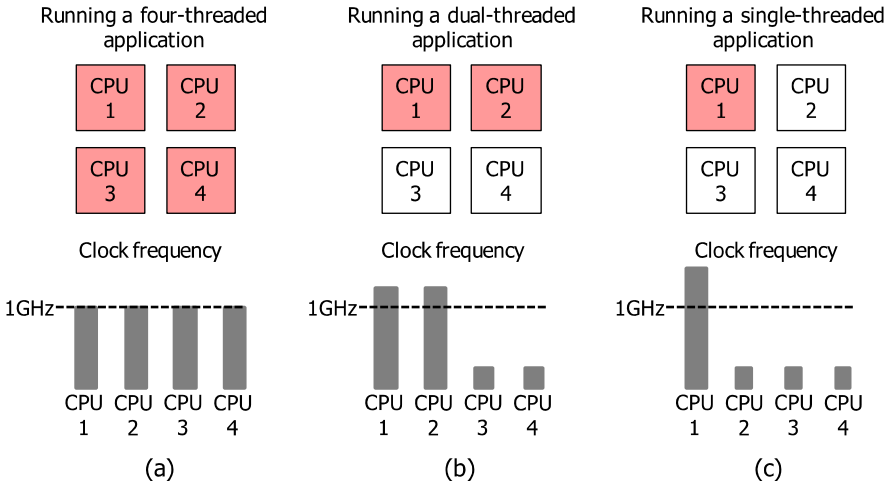 Running a four-threaded
application
CPU
1
CPU
2
CPU
3
CPU
4
Clock frequency
1GHz
CPU
1
CPU
2
CPU
3
CPU
4
(a)
Running a dual-threaded
application
CPU
1
CPU
2
CPU
3
CPU
4
Clock frequency
1GHz
CPU
1
CPU
2
CPU
3
CPU
4
(b)
Running a single-threaded
application
CPU
1
CPU
2
CPU
3
CPU
4
Clock frequency
1GHz
CPU
1
CPU
2
CPU
3
CPU
4
(c)